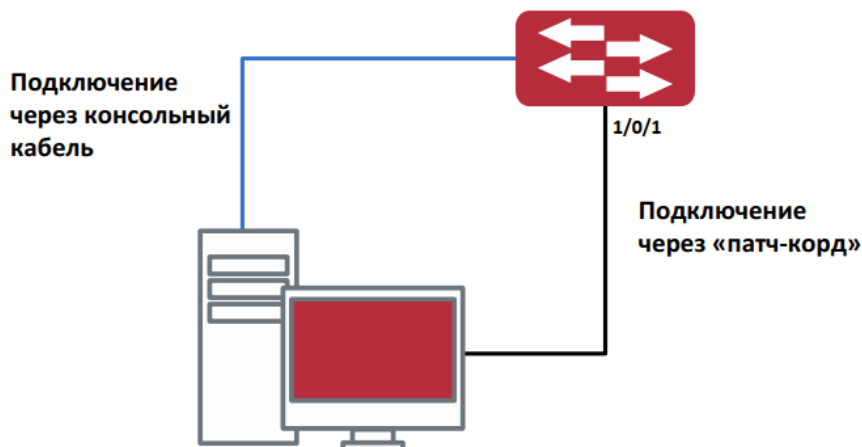 Подключение
через консольный
кабель
1/0/1
Подключение
через «патч-корд»